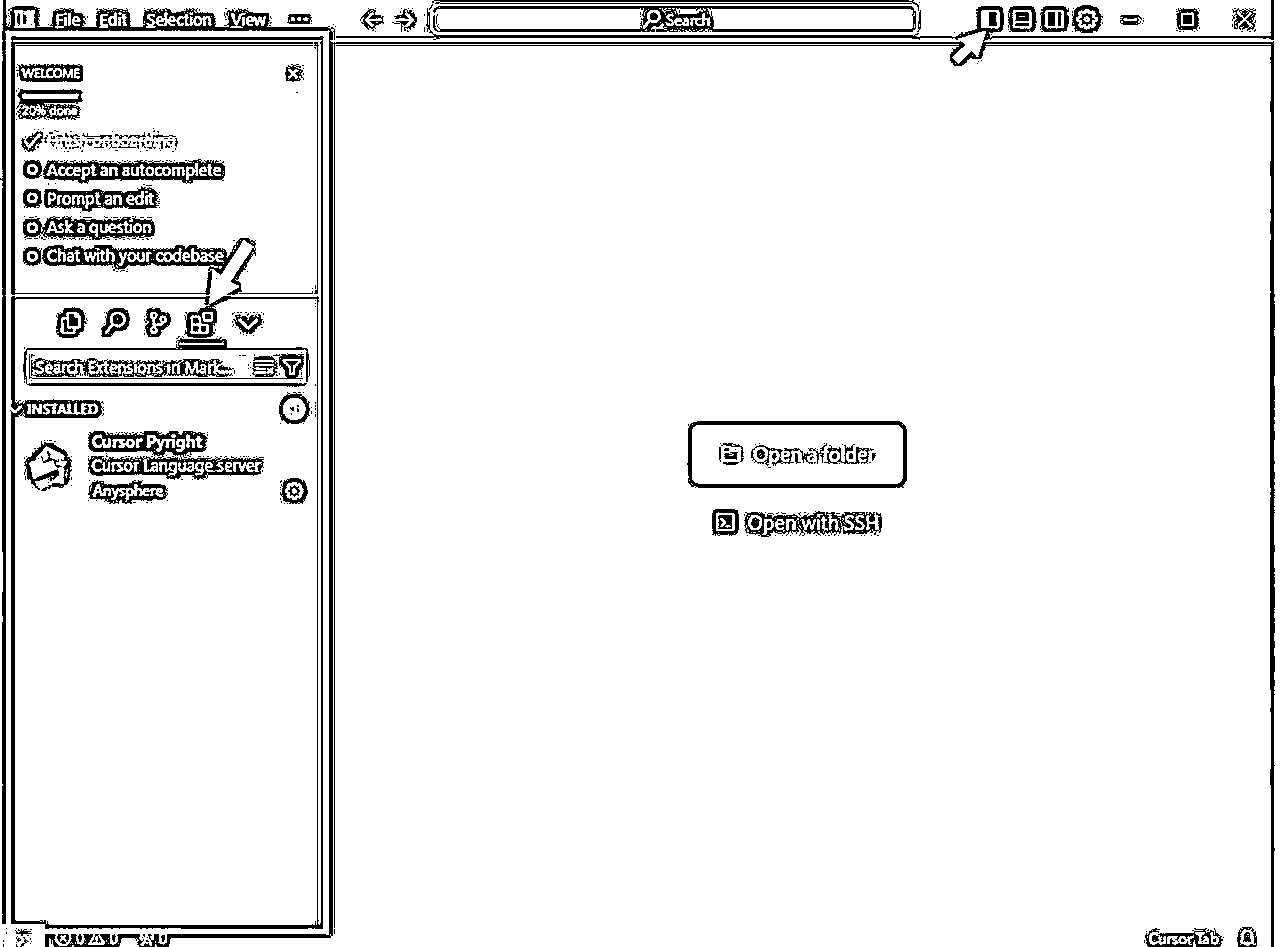 File Edit Selection View ...
Search
WELCOME
20% done
Accept an autocomplete
Prompt an edit
Ask a question
Chat with your codebase
Search Extensions in Mark...
INSTALLED
Cursor Pyright
Cursor Language server
Anysphere
Open a folder
Open with SSH
0 0 0
Cursor Tab